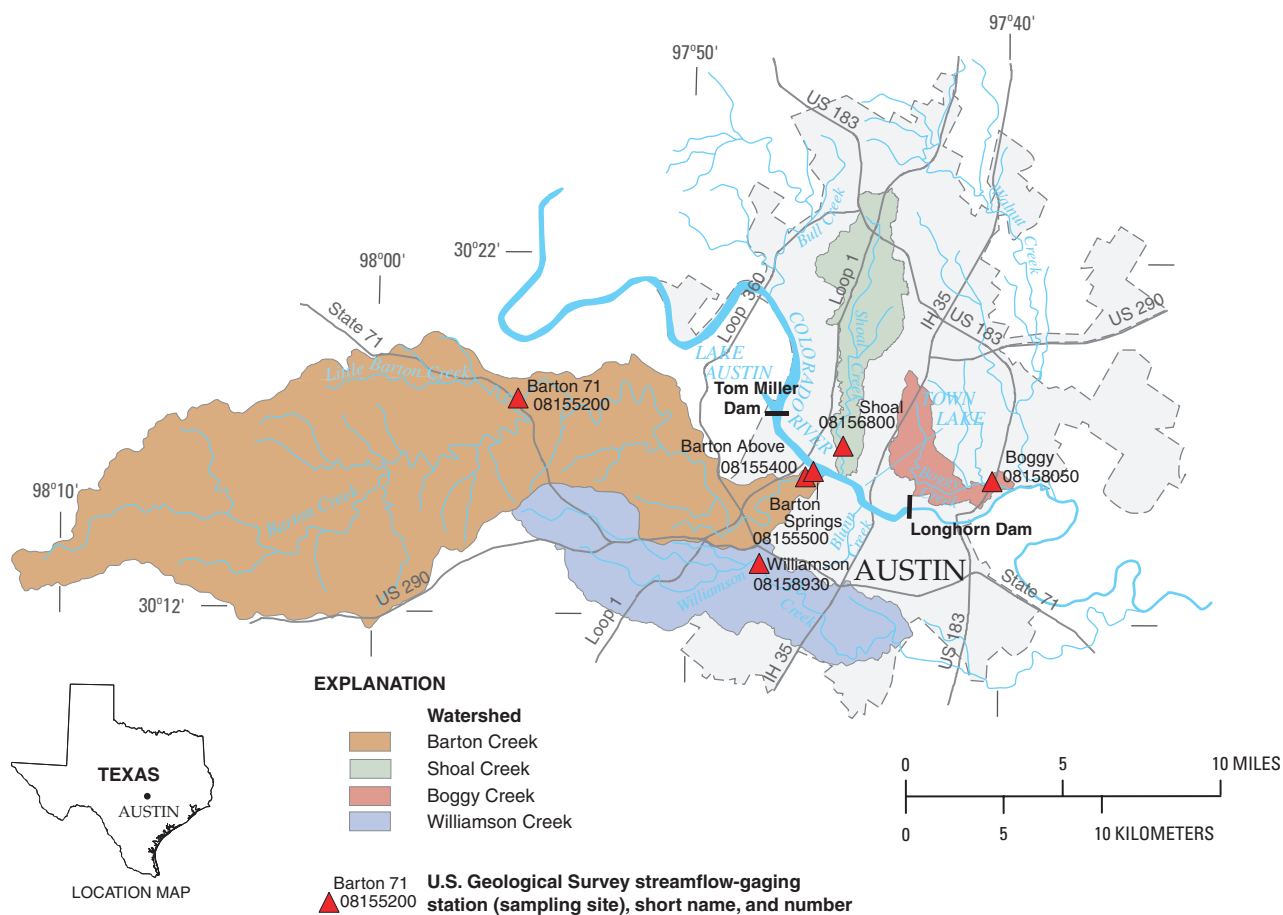 97°40'
97°50'
US 183
Walnut Creek
Bull Creek
30°22'
98°00'
Loop 360
Loop 1
IH 35
US 290
US 183
State 71
COLORADO RIVER
Shoal Creek
LAKE
AUSTIN
Little Barton Creek
Tom Miller
Dam
Barton 71
08155200
Shoal
08156800
TOWN
LAKE
Barton Above
08155400
Boggy
08158050
Boggy Creek
98°10'
Barton Creek
Barton
Springs
08155500
Blunn
Creek
Longhorn Dam
Williamson
08158930
AUSTIN
Williamson Creek
US 290
30°12'
State 71
Loop 1
IH 35
US 183
EXPLANATION
Watershed
Barton Creek
Shoal Creek
Boggy Creek
Williamson Creek
Barton 71
08155200
U.S. Geological Survey streamflow-gaging
station (sampling site), short name, and number
TEXAS
AUSTIN
LOCATION MAP
0 5 10 MILES
0 5 10 KILOMETERS